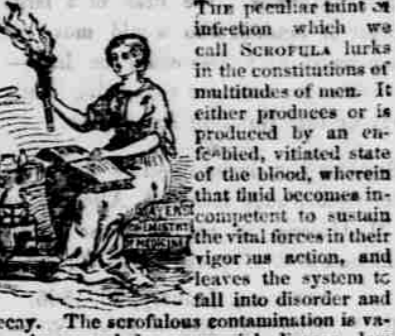 THE peculiar taint or
infection which we
call SCROFULA lurks
in the constitutions of
multitudes of men. It
either produces or is
produced by an en-
feebled, vitiated state
of the blood, wherein
that fluid becomes in-
competent to sustain
the vital forces in their
vigorous action, and
leaves the system to
fall into disorder and
ecay. The scrofulous contamination is va-
AYER'S
CHEMISTRY
MEDICINE